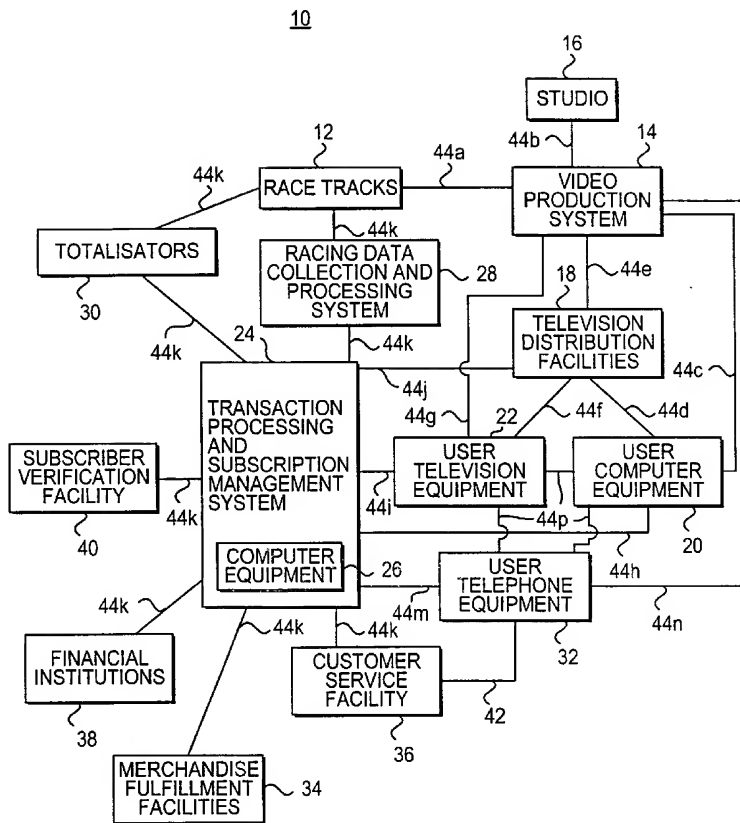 10
16
STUDIO
44b
14
12
44a
44k
RACE TRACKS
VIDEO
PRODUCTION
SYSTEM
44k
TOTALISATORS
RACING DATA
COLLECTION AND
PROCESSING
SYSTEM
28
18
44e
30
44k
24
44k
TELEVISION
DISTRIBUTION
FACILITIES
44c
44j
TRANSACTION
PROCESSING
AND
SUBSCRIPTION
MANAGEMENT
SYSTEM
44g
22
44f
44d
SUBSCRIBER
VERIFICATION
FACILITY
USER
TELEVISION
EQUIPMENT
USER
COMPUTER
EQUIPMENT
40
44k
44i
44p
20
44h
COMPUTER
EQUIPMENT
26
USER
TELEPHONE
EQUIPMENT
44k
44m
44n
44k
44k
32
FINANCIAL
INSTITUTIONS
CUSTOMER
SERVICE
FACILITY
42
38
36
MERCHANDISE
FULFILLMENT
FACILITIES
34